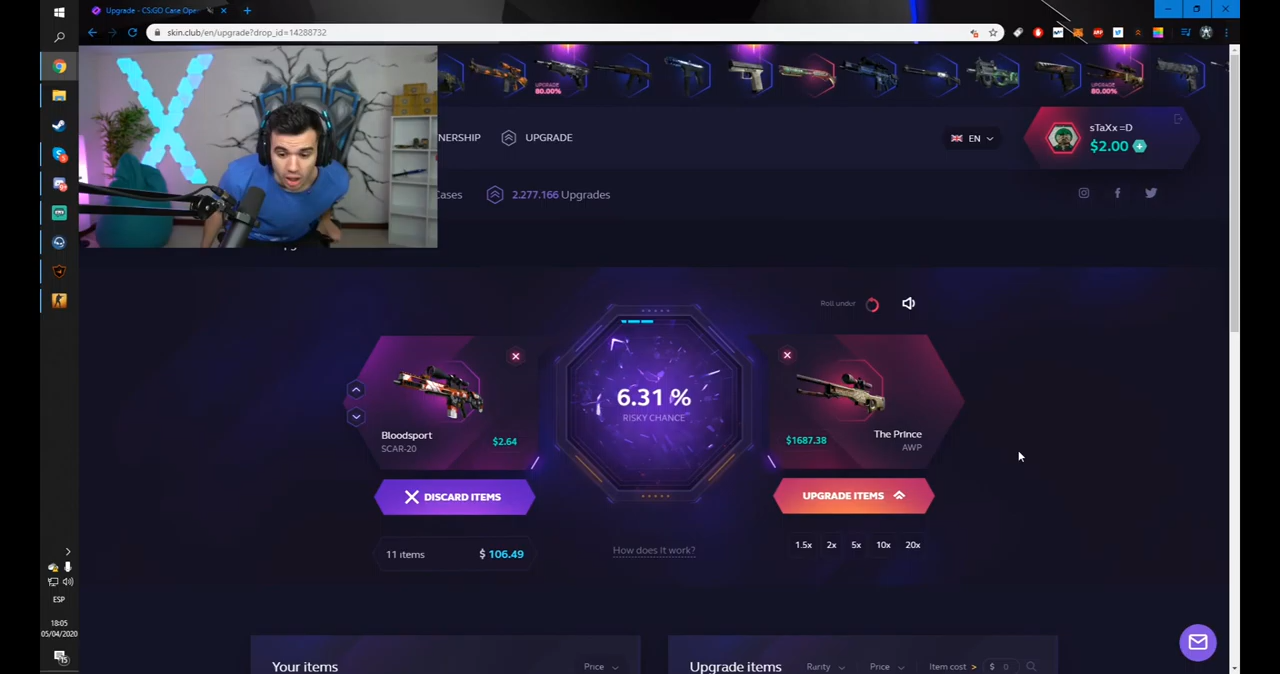 Upgrade - CS:GO Case Ope
skin.club/en/upgrade?drop_id=14288732
UPGRADE
80.00%
UPGRADE
80.00%
NERSHIP
UPGRADE
EN
sTaXx =D
$2.00
Cases
2.277.166 Upgrades
Roll under
6.31 %
RISKY CHANCE
Bloodsport
SCAR-20
$2.64
$1687.38
The Prince
AWP
DISCARD ITEMS
UPGRADE ITEMS
11 items
$ 106.49
How does it work?
1.5x 2x 5x 10x 20x
Your items
Price
Upgrade items
Rarity
Price
Item cost >
$ 0
ESP
18:05
05/04/2020
15